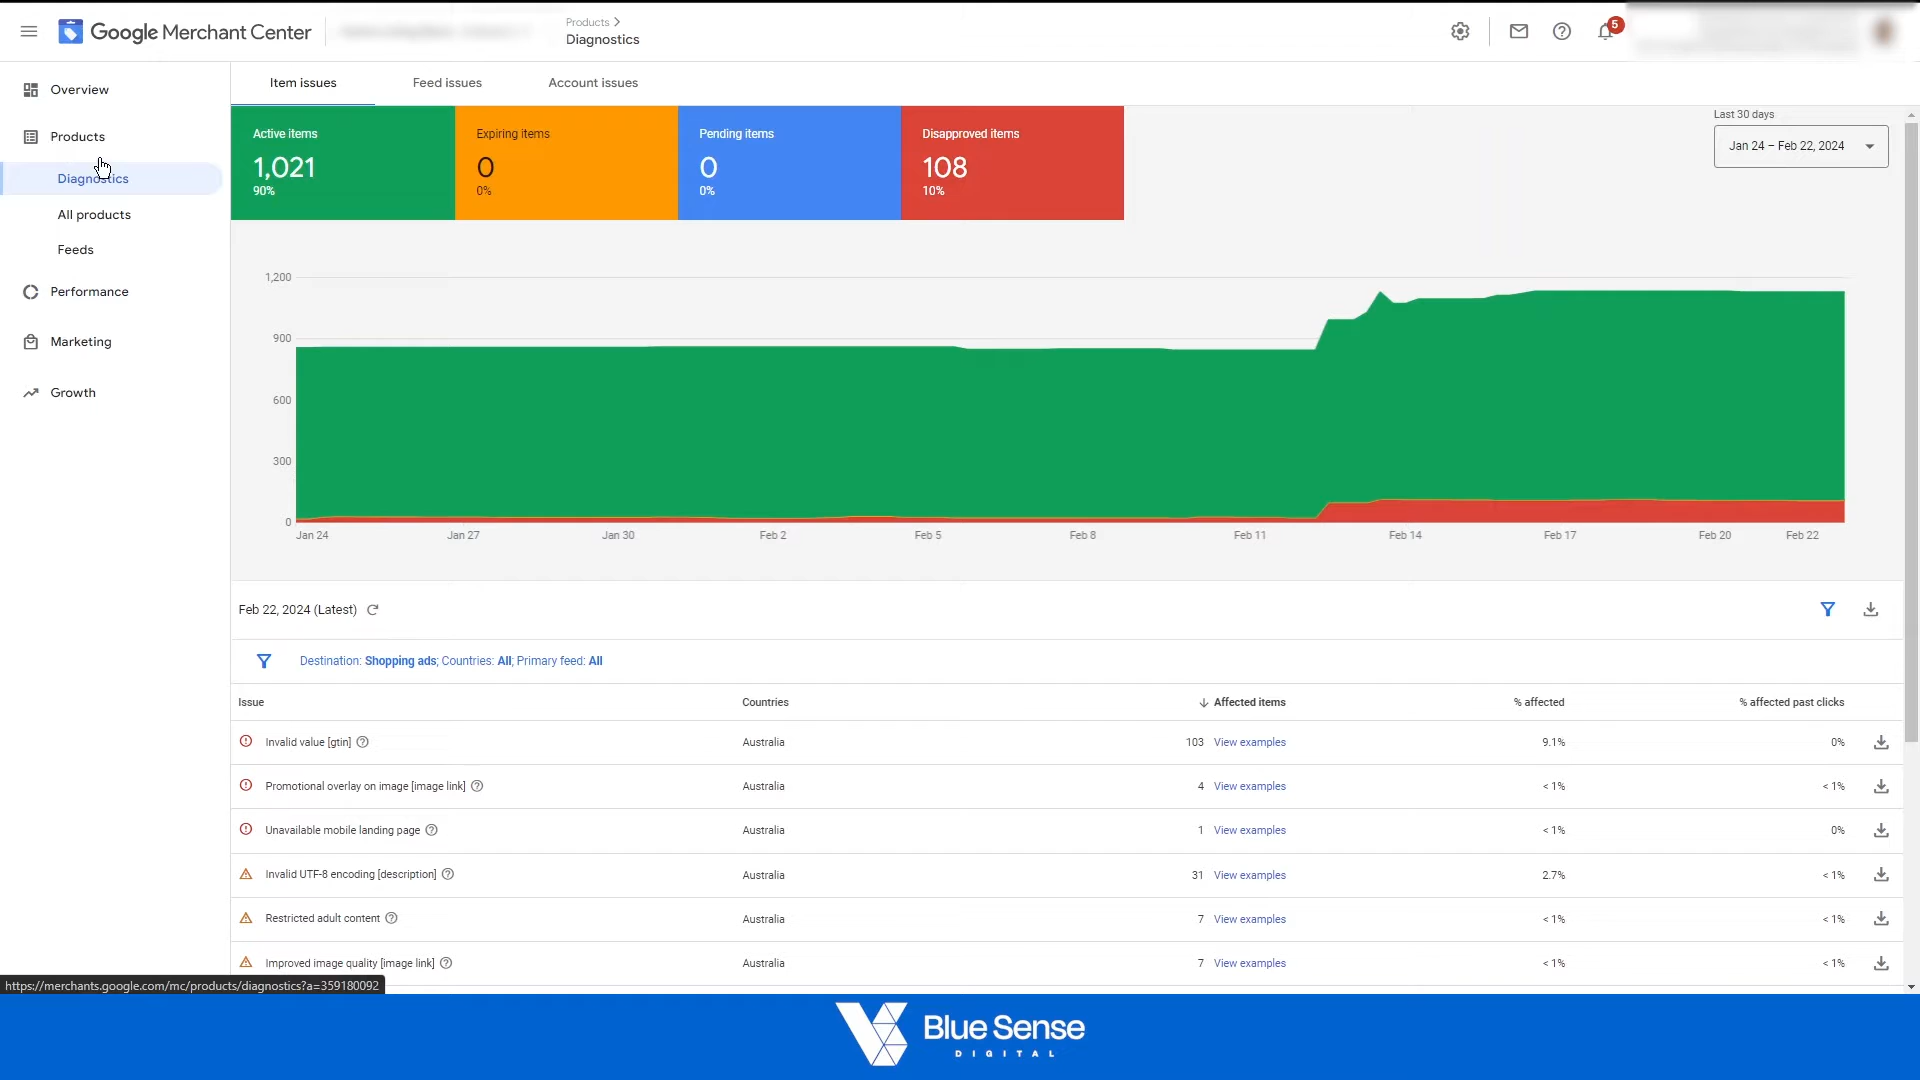 Google Merchant Center
Products
Diagnostics
5
Overview
Products
Diagnostics
All products
Feeds
Performance
Marketing
Growth
Item issues
Feed issues
Account issues
Active items
1,021
90%
Expiring items
0
0%
Pending items
0
0%
Disapproved items
108
10%
Last 30 days
Jan 24 – Feb 22, 2024
1,200
900
600
300
0
Jan 24 Jan 27 Jan 30 Feb 2 Feb 5 Feb 8 Feb 11 Feb 14 Feb 17 Feb 20 Feb 22
Feb 22, 2024 (Latest)
Destination: Shopping ads; Countries: All; Primary feed: All
Issue Countries Affected items % affected % affected past clicks
Invalid value [gtin] Australia 103 View examples 9.1% 0%
Promotional overlay on image [image link] Australia 4 View examples < 1% < 1%
Unavailable mobile landing page Australia 1 View examples < 1% 0%
Invalid UTF-8 encoding [description] Australia 31 View examples 2.7% < 1%
Restricted adult content Australia 7 View examples < 1% < 1%
Improved image quality [image link] Australia 7 View examples < 1% < 1%
https://merchants.google.com/mc/products/diagnostics?a=359180092
Blue Sense
DIGITAL